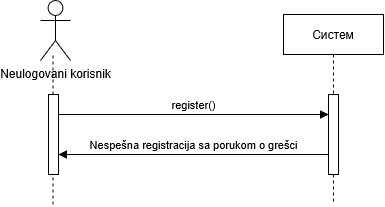 Neulogovani korisnik
Систем
register()
Nespešna registracija sa porukom o grešci